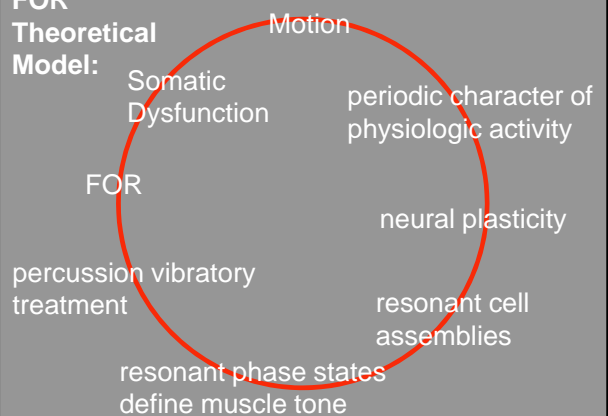 FOR
Theoretical
Model:
Motion
Somatic
Dysfunction
periodic character of
physiologic activity
FOR
neural plasticity
percussion vibratory
treatment
resonant cell
assemblies
resonant phase states
define muscle tone